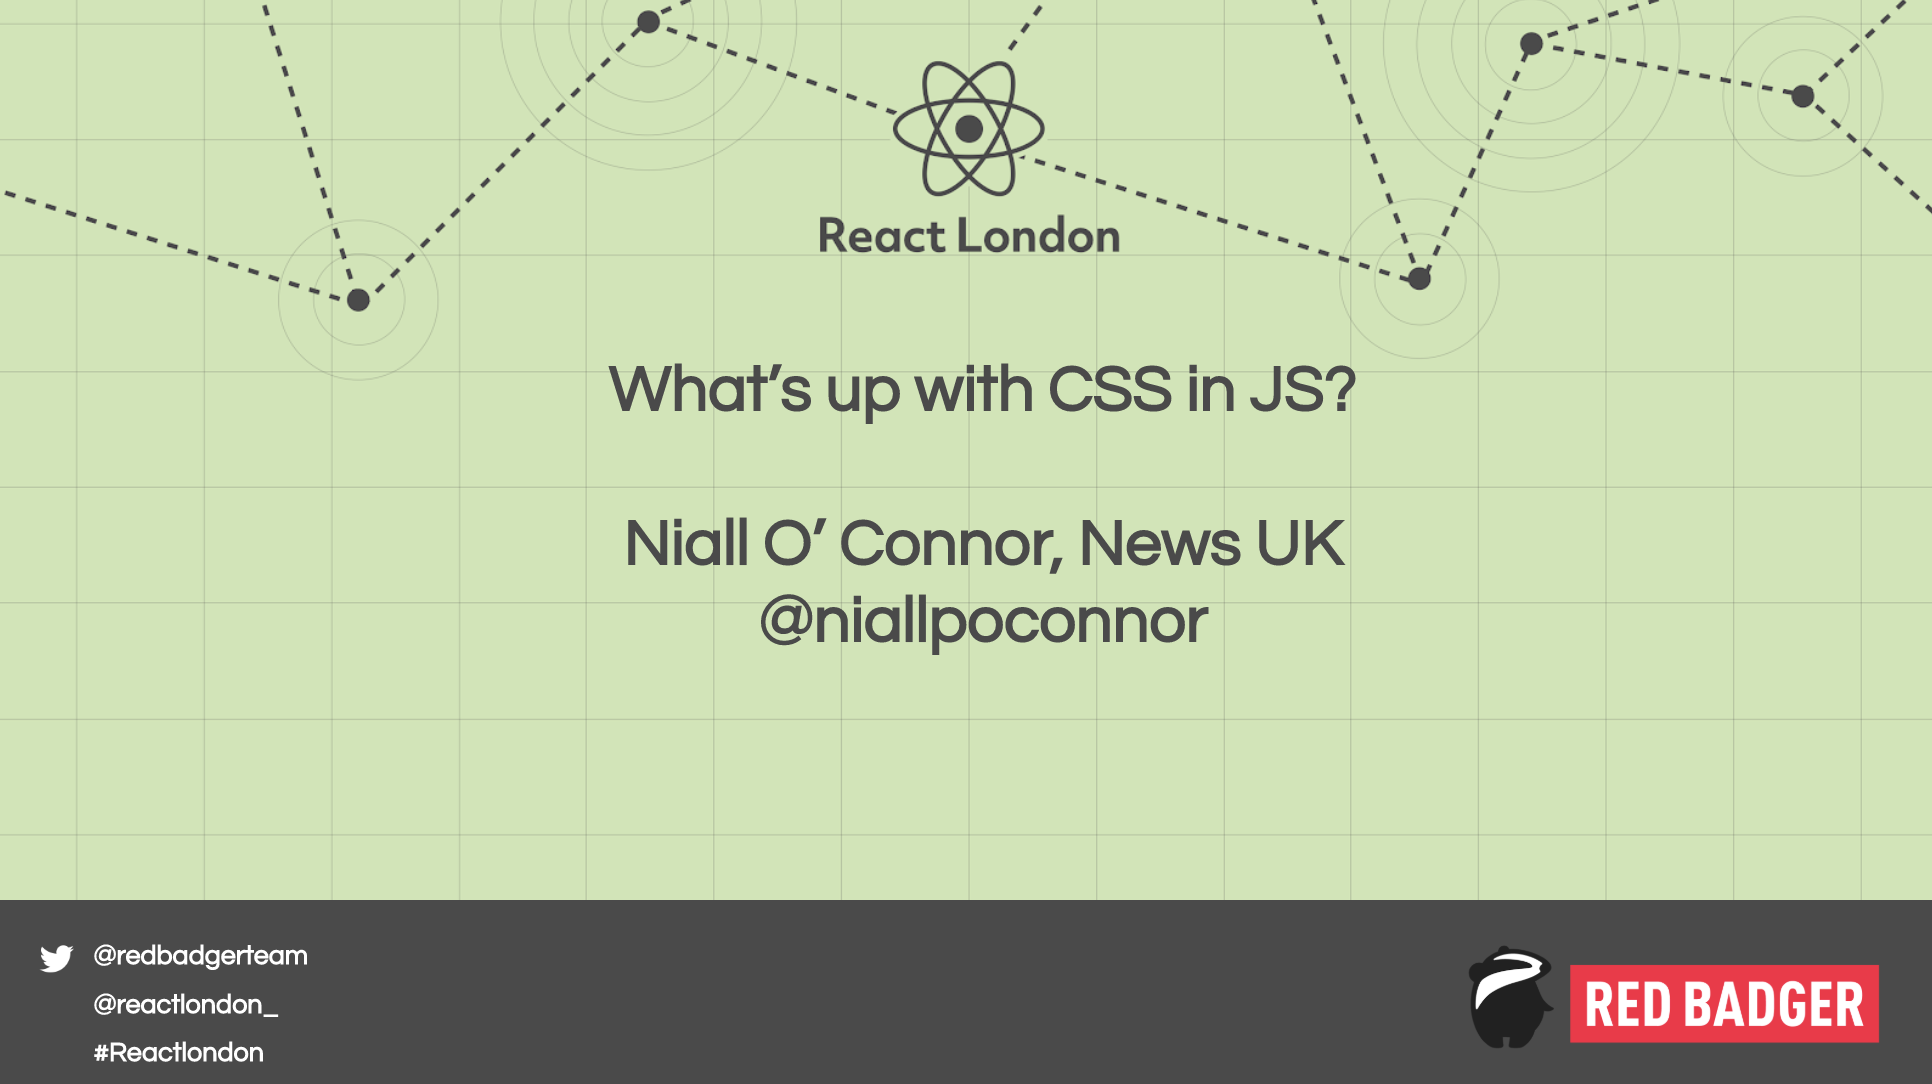 React London
What’s up with CSS in JS?
Niall O’ Connor, News UK
@niallpoconnor
@redbadgerteam
@reactlondon_
#Reactlondon
RED BADGER